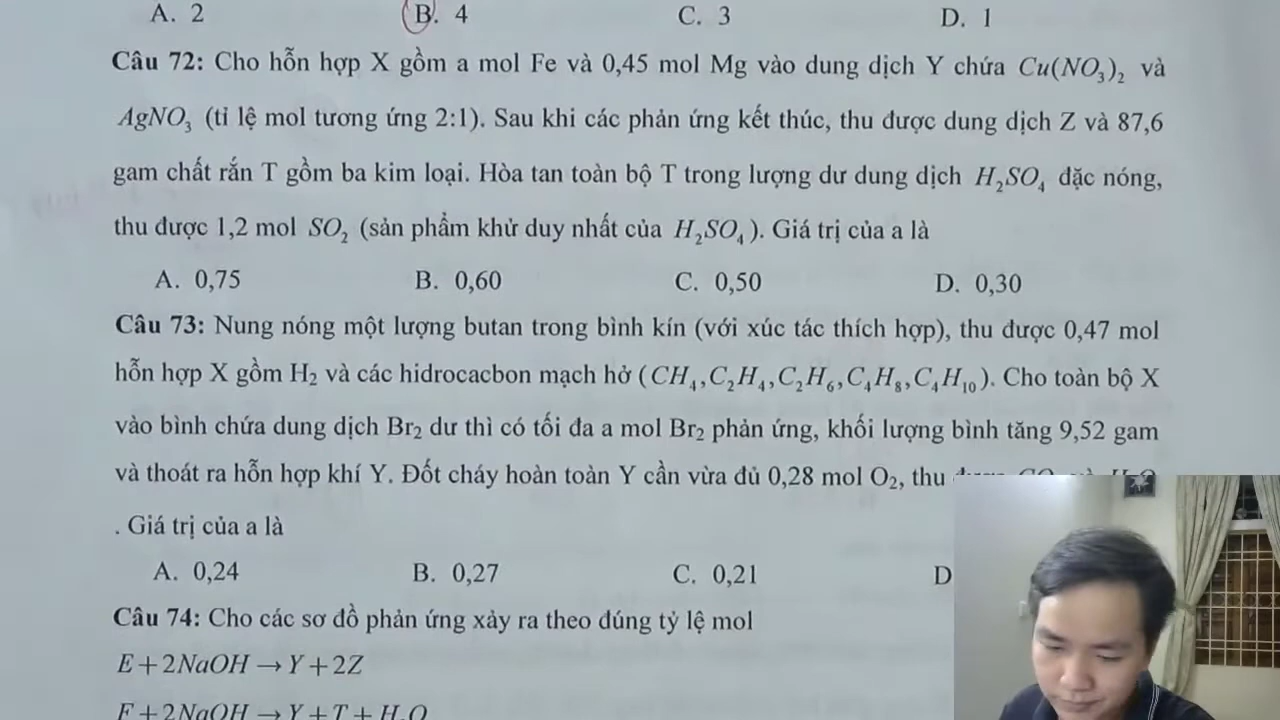 A. 2 B. 4 C. 3 D. 1
Câu 72: Cho hỗn hợp X gồm a mol Fe và 0,45 mol Mg vào dung dịch Y chứa Cu(NO₃)₂ và
AgNO₃ (tỉ lệ mol tương ứng 2:1). Sau khi các phản ứng kết thúc, thu được dung dịch Z và 87,6
gam chất rắn T gồm ba kim loại. Hòa tan toàn bộ T trong lượng dư dung dịch H₂SO₄ đặc nóng,
thu được 1,2 mol SO₂ (sản phẩm khử duy nhất của H₂SO₄). Giá trị của a là
A. 0,75 B. 0,60 C. 0,50 D. 0,30
Câu 73: Nung nóng một lượng butan trong bình kín (với xúc tác thích hợp), thu được 0,47 mol
hỗn hợp X gồm H₂ và các hidrocacbon mạch hở (CH₄,C₂H₄,C₂H₆,C₄H₈,C₄H₁₀). Cho toàn bộ X
vào bình chứa dung dịch Br₂ dư thì có tối đa a mol Br₂ phản ứng, khối lượng bình tăng 9,52 gam
và thoát ra hỗn hợp khí Y. Đốt cháy hoàn toàn Y cần vừa đủ 0,28 mol O₂, thu
. Giá trị của a là
A. 0,24 B. 0,27 C. 0,21 D
Câu 74: Cho các sơ đồ phản ứng xảy ra theo đúng tỷ lệ mol
E+2NaOH→Y+2Z
F+2NaOH→Y+T+H₂O